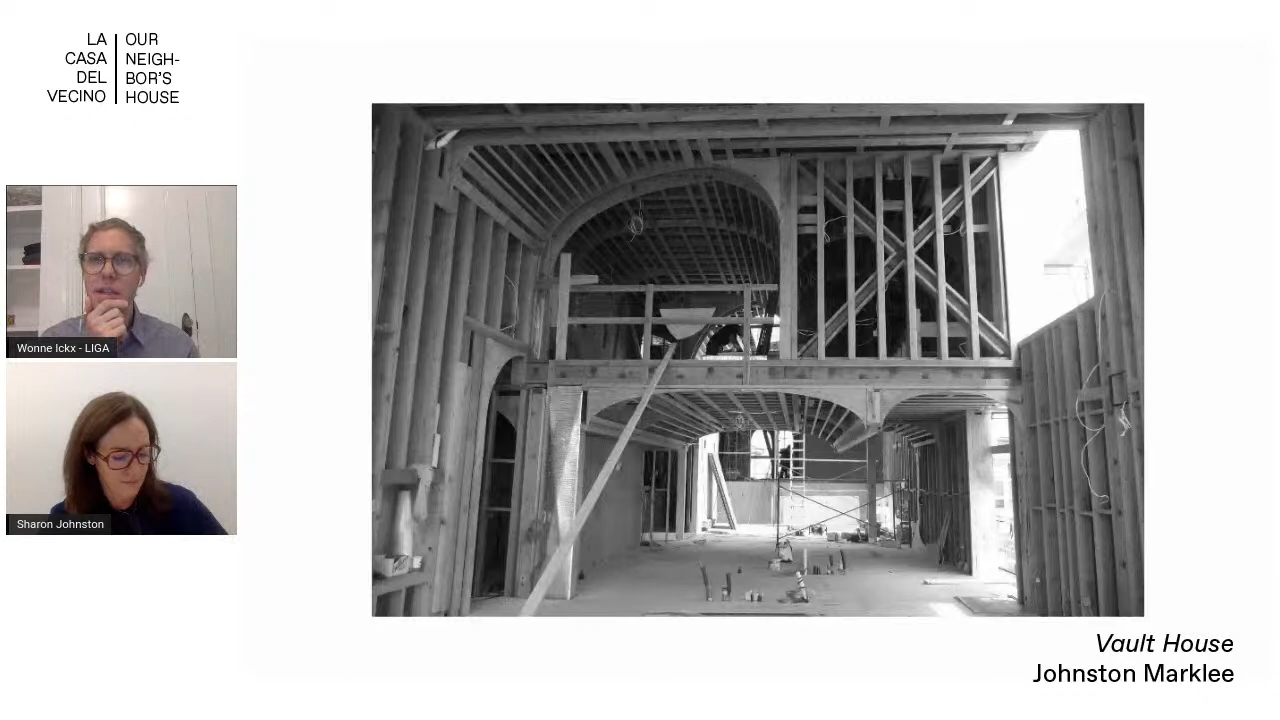 LA
CASA
DEL
VECINO
OUR
NEIGH-
BOR'S
HOUSE
Wonne Ickx - LIGA
Sharon Johnston
Vault House
Johnston Marklee